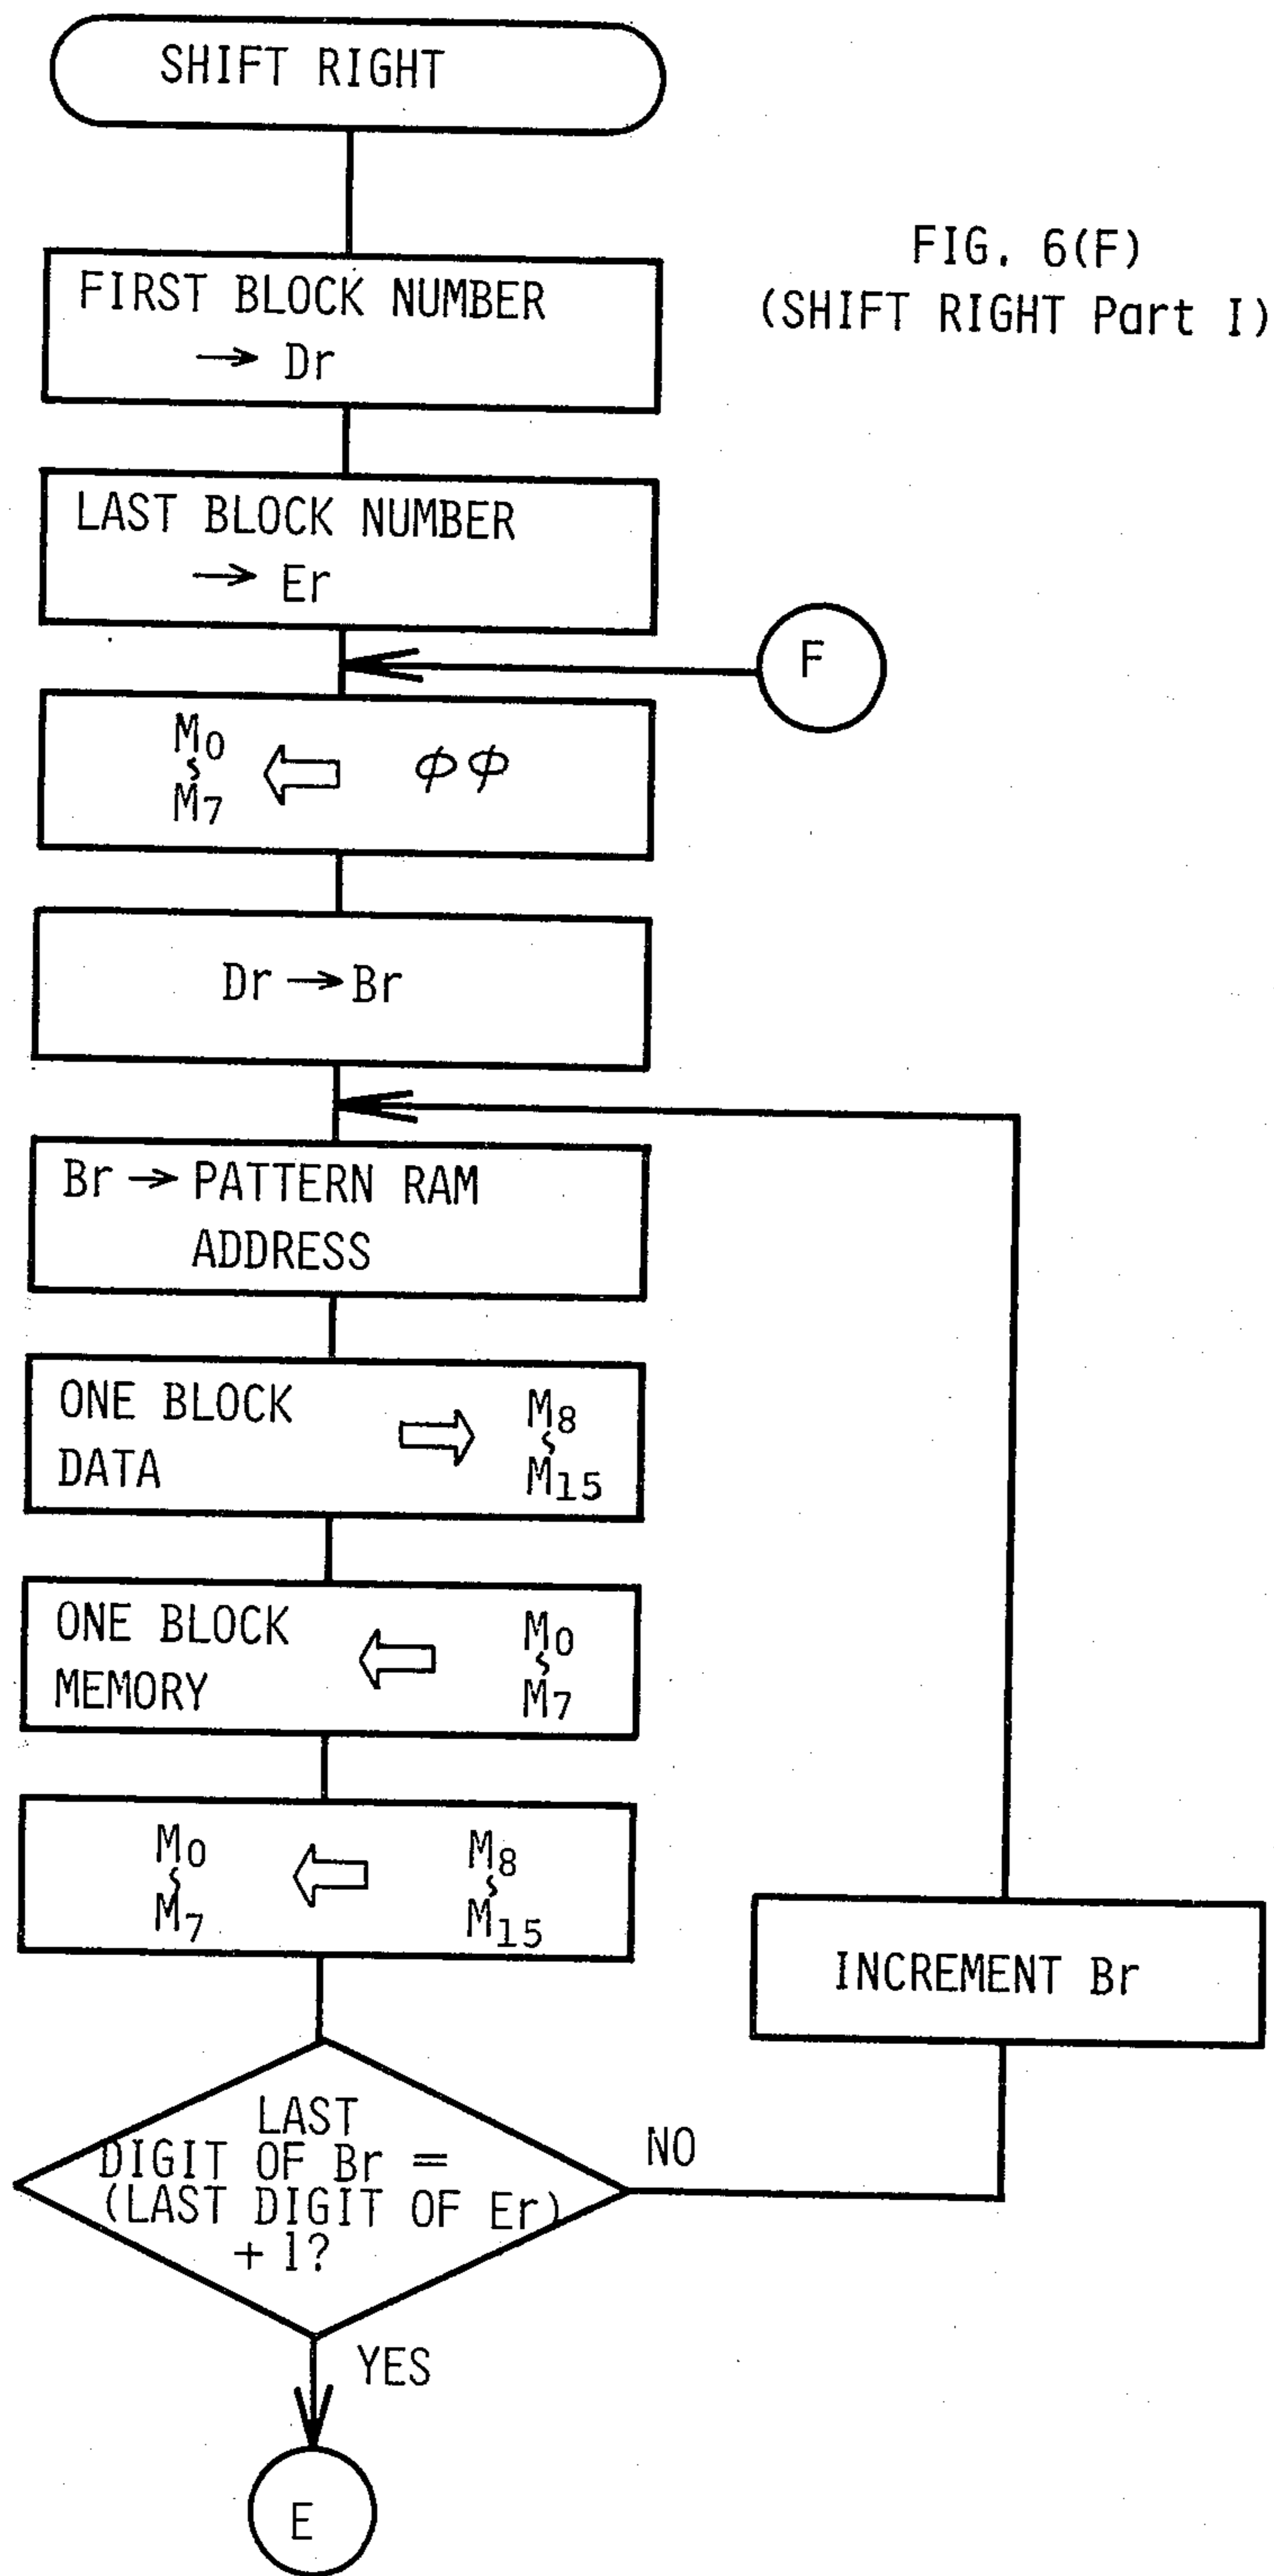 SHIFT RIGHT
FIG. 6(F)
(SHIFT RIGHT Part I)
FIRST BLOCK NUMBER
→ Dr
LAST BLOCK NUMBER
→ Er
F
M0
≀
M7
⇦ ϕϕ
Dr → Br
Br → PATTERN RAM
ADDRESS
ONE BLOCK
DATA
⇨
M8
≀
M15
ONE BLOCK
MEMORY
⇦
M0
≀
M7
M0
≀
M7
⇦
M8
≀
M15
INCREMENT Br
LAST
DIGIT OF Br =
(LAST DIGIT OF Er)
+ 1?
NO
YES
E